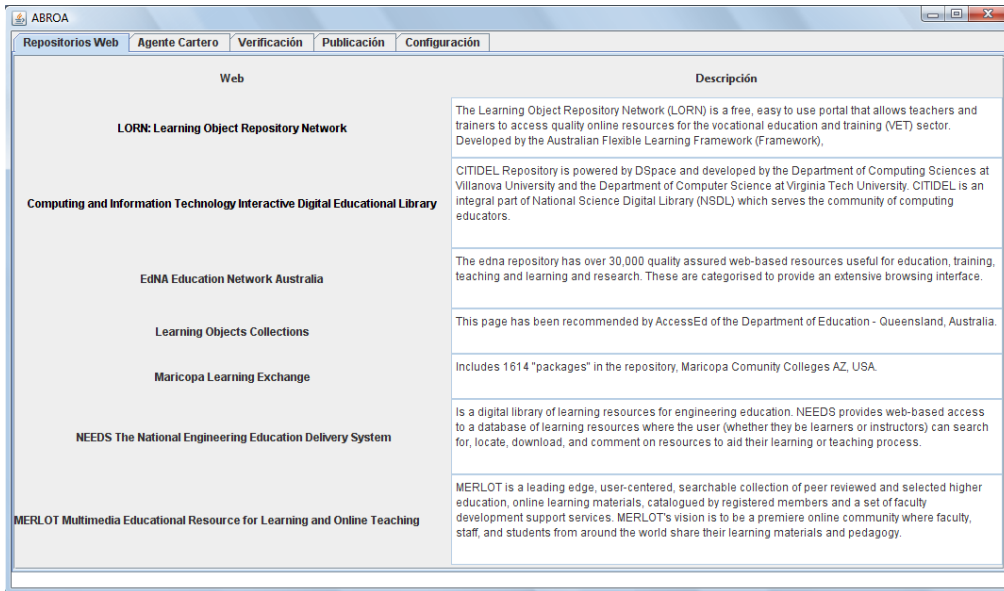 ABROA
Repositorios Web Agente Cartero Verificación Publicación Configuración
Web Descripción
LORN: Learning Object Repository Network
The Learning Object Repository Network (LORN) is a free, easy to use portal that allows teachers and
trainers to access quality online resources for the vocational education and training (VET) sector.
Developed by the Australian Flexible Learning Framework (Framework),
Computing and Information Technology Interactive Digital Educational Library
CITIDEL Repository is powered by DSpace and developed by the Department of Computing Sciences at
Villanova University and the Department of Computer Science at Virginia Tech University. CITIDEL is an
integral part of National Science Digital Library (NSDL) which serves the community of computing
educators.
EdNA Education Network Australia
The edna repository has over 30,000 quality assured web-based resources useful for education, training,
teaching and learning and research. These are categorised to provide an extensive browsing interface.
Learning Objects Collections
This page has been recommended by AccessEd of the Department of Education - Queensland, Australia.
Maricopa Learning Exchange
Includes 1614 "packages" in the repository, Maricopa Comunity Colleges AZ, USA.
NEEDS The National Engineering Education Delivery System
Is a digital library of learning resources for engineering education. NEEDS provides web-based access
to a database of learning resources where the user (whether they be learners or instructors) can search
for, locate, download, and comment on resources to aid their learning or teaching process.
MERLOT Multimedia Educational Resource for Learning and Online Teaching
MERLOT is a leading edge, user-centered, searchable collection of peer reviewed and selected higher
education, online learning materials, catalogued by registered members and a set of faculty
development support services. MERLOT's vision is to be a premiere online community where faculty,
staff, and students from around the world share their learning materials and pedagogy.